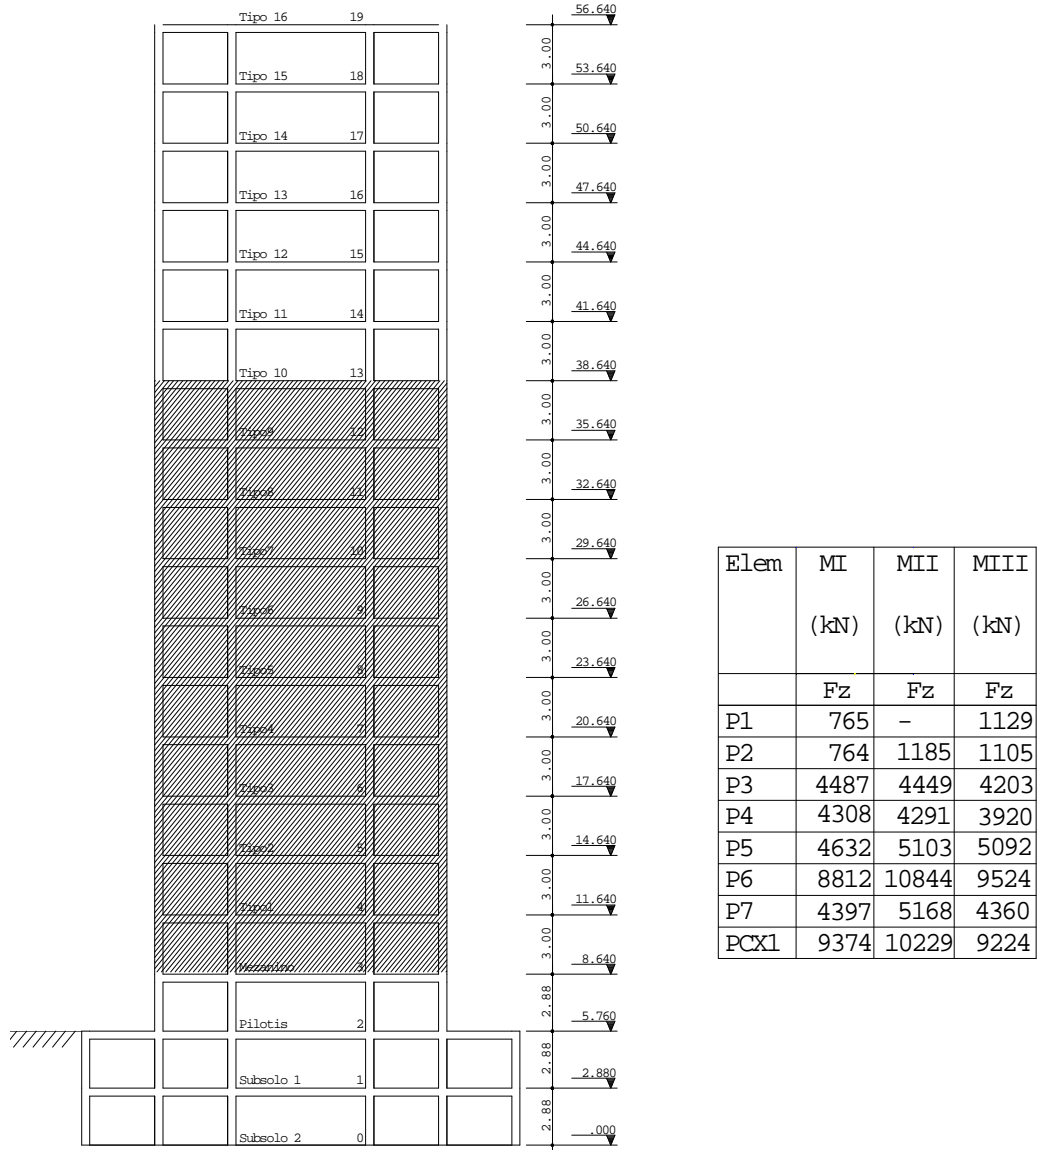 Tipo 16 19
Tipo 15 18
Tipo 14 17
Tipo 13 16
Tipo 12 15
Tipo 11 14
Tipo 10 13
Tipo9 12
Tipo8 11
Tipo7 10
Tipo6 9
Tipo5 8
Tipo4 7
Tipo3 6
Tipo2 5
Tipo1 4
Mezanino 3
Pilotis 2
Subsolo 1 1
Subsolo 2 0
56.640
3.00
53.640
3.00
50.640
3.00
47.640
3.00
44.640
3.00
41.640
3.00
38.640
3.00
35.640
3.00
32.640
3.00
29.640
3.00
26.640
3.00
23.640
3.00
20.640
3.00
17.640
3.00
14.640
3.00
11.640
3.00
8.640
2.88
5.760
2.88
2.880
2.88
.000
Elem MI MII MIII
(kN) (kN) (kN)
Fz Fz Fz
P1 765 – 1129
P2 764 1185 1105
P3 4487 4449 4203
P4 4308 4291 3920
P5 4632 5103 5092
P6 8812 10844 9524
P7 4397 5168 4360
PCX1 9374 10229 9224